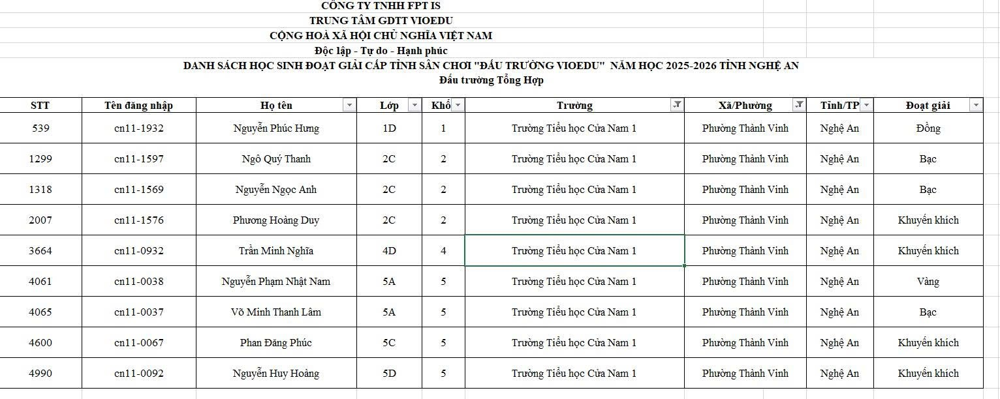 CÔNG TY TNHH FPT IS
TRUNG TÂM GDTT VIOEDU
CỘNG HOÀ XÃ HỘI CHỦ NGHĨA VIỆT NAM
Độc lập - Tự do - Hạnh phúc
DANH SÁCH HỌC SINH ĐOẠT GIẢI CẤP TỈNH SÂN CHƠI "ĐẤU TRƯỜNG VIOEDU" NĂM HỌC 2025-2026 TỈNH NGHỆ AN
Đấu trường Tổng Hợp
STT Tên đăng nhập Họ tên Lớp Khố Trường Xã/Phường Tỉnh/TP Đoạt giải
539 cn11-1932 Nguyễn Phúc Hưng 1D 1 Trường Tiểu học Cửa Nam 1 Phường Thành Vinh Nghệ An Đồng
1299 cn11-1597 Ngô Quý Thanh 2C 2 Trường Tiểu học Cửa Nam 1 Phường Thành Vinh Nghệ An Bạc
1318 cn11-1569 Nguyễn Ngọc Anh 2C 2 Trường Tiểu học Cửa Nam 1 Phường Thành Vinh Nghệ An Bạc
2007 cn11-1576 Phương Hoàng Duy 2C 2 Trường Tiểu học Cửa Nam 1 Phường Thành Vinh Nghệ An Khuyến khích
3664 cn11-0932 Trần Minh Nghĩa 4D 4 Trường Tiểu học Cửa Nam 1 Phường Thành Vinh Nghệ An Khuyến khích
4061 cn11-0038 Nguyễn Phạm Nhật Nam 5A 5 Trường Tiểu học Cửa Nam 1 Phường Thành Vinh Nghệ An Vàng
4065 cn11-0037 Võ Minh Thanh Lâm 5A 5 Trường Tiểu học Cửa Nam 1 Phường Thành Vinh Nghệ An Bạc
4600 cn11-0067 Phan Đăng Phúc 5C 5 Trường Tiểu học Cửa Nam 1 Phường Thành Vinh Nghệ An Khuyến khích
4990 cn11-0092 Nguyễn Huy Hoàng 5D 5 Trường Tiểu học Cửa Nam 1 Phường Thành Vinh Nghệ An Khuyến khích